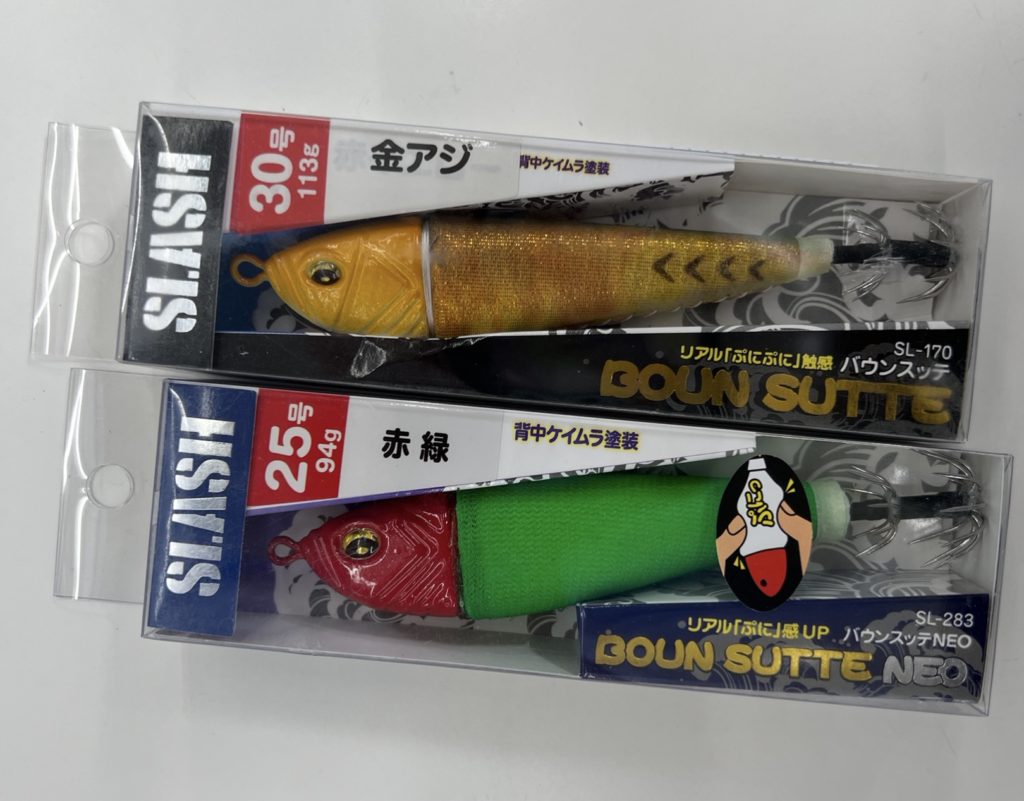 SLASH
30号
113g
金アジ
背中ケイムラ塗装
SL-170
リアル「ぷにぷに」触感 バウンスッテ
BOUN SUTTE
SLASH
25号
94g
赤緑
背中ケイムラ塗装
ぷにっ
SL-283
リアル「ぷに」感UP バウンスッテNEO
BOUN SUTTE NEO